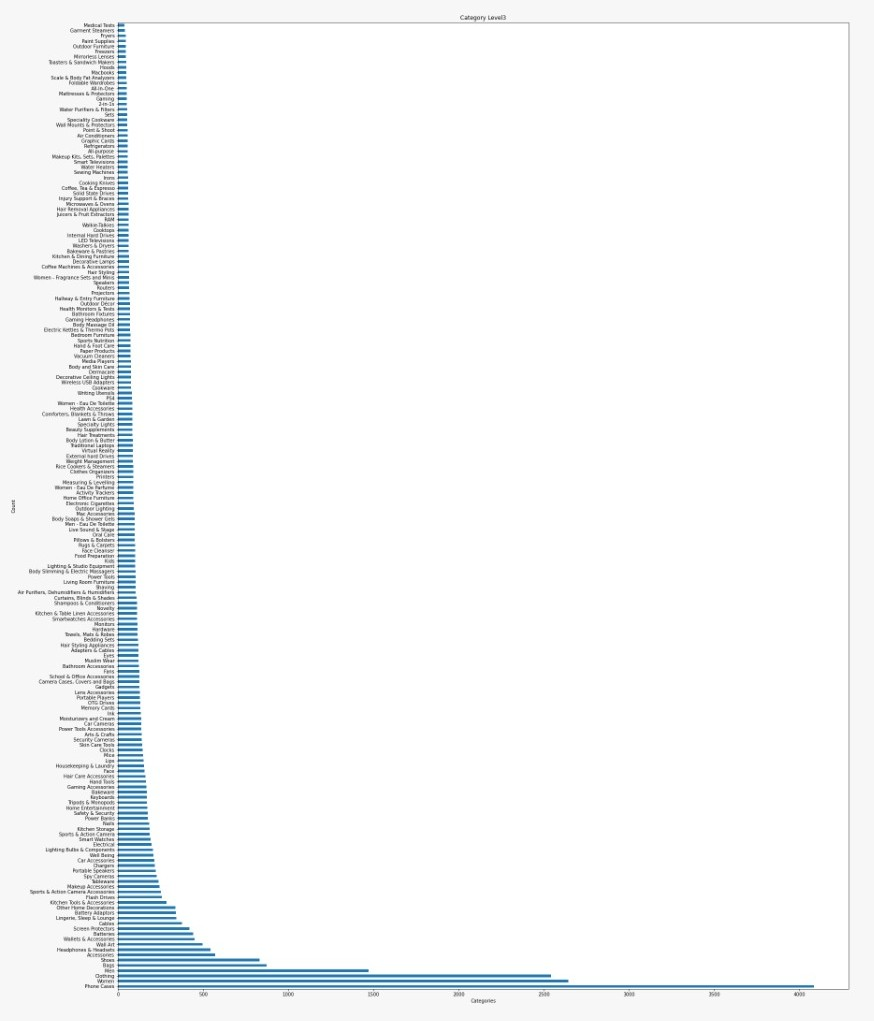 Category Level3
Medical Tests
Garment Steamers
Fryers
Paint Supplies
Outdoor Furniture
Freezers
Mirrorless Lenses
Toasters & Sandwich Makers
Hoods
Macbooks
Scale & Body Fat Analyzers
Foldable Wardrobes
All-In-One
Mattresses & Protectors
Gaming
2-in-1s
Water Purifiers & Filters
Sets
Speciality Cookware
Wall Mounts & Protectors
Point & Shoot
Air Conditioners
Graphic Cards
Refrigerators
All-purpose
Makeup Kits, Sets, Palettes
Smart Televisions
Water Heaters
Sewing Machines
Irons
Cooking Knives
Coffee, Tea & Espresso
Solid State Drives
Injury Support & Braces
Microwaves & Ovens
Hair Removal Appliances
Juicers & Fruit Extractors
RAM
Walkie-Talkies
Cooktops
Internal Hard Drives
LED Televisions
Washers & Dryers
Bakeware & Pastries
Kitchen & Dining Furniture
Decorative Lamps
Coffee Machines & Accessories
Hair Styling
Women - Fragrance Sets and Minis
Speakers
Routers
Projectors
Hallway & Entry Furniture
Outdoor Décor
Health Monitors & Tests
Bathroom Fixtures
Gaming Headphones
Body Massage Oil
Electric Kettles & Thermo Pots
Bedroom Furniture
Sports Nutrition
Hand & Foot Care
Paper Products
Vacuum Cleaners
Media Players
Body and Skin Care
Dermacare
Decorative Ceiling Lights
Wireless USB Adapters
Cookware
Writing Utensils
PS4
Women - Eau De Toilette
Health Accessories
Comforters, Blankets & Throws
Lawn & Garden
Specialty Lights
Beauty Supplements
Hair Treatments
Body Lotion & Butter
Traditional Laptops
Virtual Reality
External hard Drives
Weight Management
Rice Cookers & Steamers
Clothes Organizers
Printers
Measuring & Levelling
Women - Eau De Parfume
Activity Trackers
Home Office Furniture
Electronic Cigarettes
Outdoor Lighting
Mac Accessories
Body Soaps & Shower Gels
Men - Eau De Toilette
Live Sound & Stage
Oral Care
Pillows & Bolsters
Rugs & Carpets
Face Cleanser
Food Preparation
Kids
Lighting & Studio Equipment
Body Slimming & Electric Massagers
Power Tools
Living Room Furniture
Shaving
Air Purifiers, Dehumidifiers & Humidifiers
Curtains, Blinds & Shades
Shampoos & Conditioners
Novelty
Kitchen & Table Linen Accessories
Smartwatches Accessories
Monitors
Hardware
Towels, Mats & Robes
Bedding Sets
Hair Styling Appliances
Adapters & Cables
Eyes
Muslim Wear
Bathroom Accessories
Fans
School & Office Accessories
Camera Cases, Covers and Bags
Gadgets
Lens Accessories
Portable Players
OTG Drives
Memory Cards
Ink
Moisturizers and Cream
Car Cameras
Power Tools Accessories
Arts & Crafts
Security Cameras
Skin Care Tools
Clocks
Mice
Lips
Housekeeping & Laundry
Face
Hair Care Accessories
Hand Tools
Gaming Accessories
Bakeware
Keyboards
Tripods & Monopods
Home Entertainment
Safety & Security
Power Banks
Nails
Kitchen Storage
Sports & Action Camera
Smart Watches
Electrical
Lighting Bulbs & Components
Well Being
Car Accessories
Chargers
Portable Speakers
Spy Cameras
Tableware
Makeup Accessories
Sports & Action Camera Accessories
Flash Drives
Kitchen Tools & Accessories
Other Home Decorations
Battery Adaptors
Lingerie, Sleep & Lounge
Cables
Screen Protectors
Batteries
Wallets & Accessories
Wall Art
Headphones & Headsets
Accessories
Shoes
Bags
Men
Clothing
Women
Phone Cases
Count
0 500 1000 1500 2000 2500 3000 3500 4000
Categories